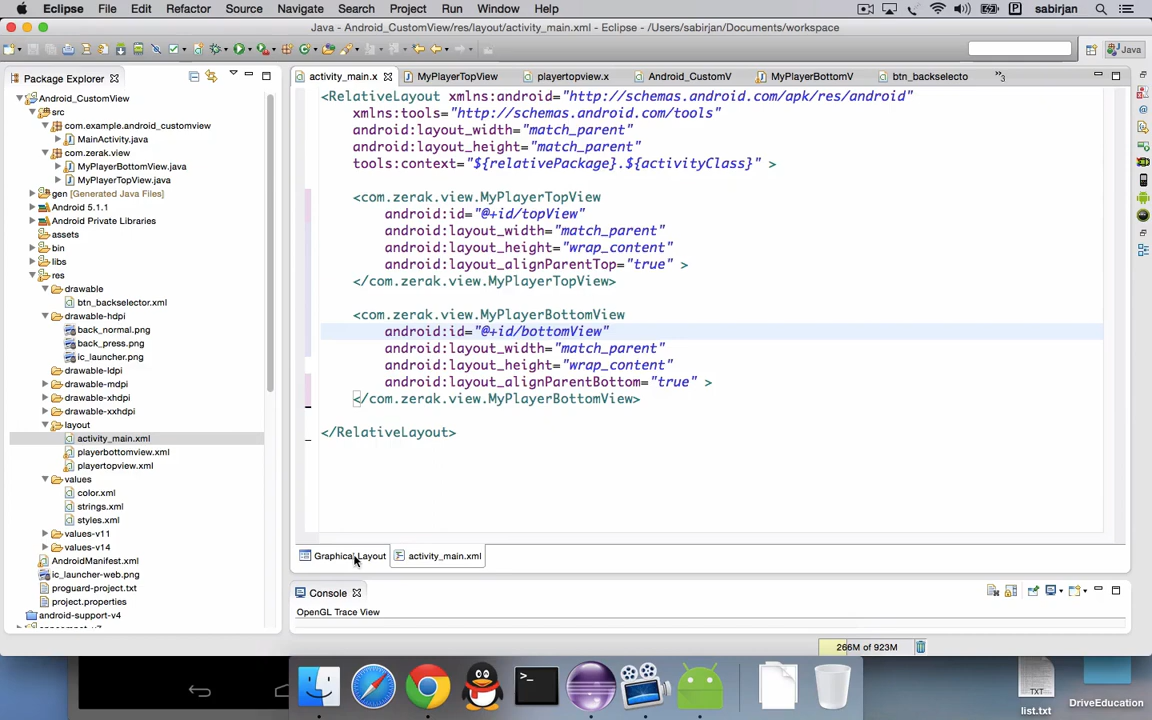 Eclipse File Edit Refactor Source Navigate Search Project Run Window Help sabirjan
Java - Android_CustomView/res/layout/activity_main.xml - Eclipse - /Users/sabirjan/Documents/workspace
Java
Package Explorer
activity_main.x MyPlayerTopView playertopview.x Android_CustomV MyPlayerBottomV btn_backselecto »3
Android_CustomView
src
com.example.android_customview
MainActivity.java
com.zerak.view
MyPlayerBottomView.java
MyPlayerTopView.java
gen [Generated Java Files]
Android 5.1.1
Android Private Libraries
assets
bin
libs
res
drawable
btn_backselector.xml
drawable-hdpi
back_normal.png
back_press.png
ic_launcher.png
drawable-ldpi
drawable-mdpi
drawable-xhdpi
drawable-xxhdpi
layout
activity_main.xml
playerbottomview.xml
playertopview.xml
values
color.xml
strings.xml
styles.xml
values-v11
values-v14
AndroidManifest.xml
ic_launcher-web.png
proguard-project.txt
project.properties
android-support-v4
<RelativeLayout xmlns:android="http://schemas.android.com/apk/res/android"
xmlns:tools="http://schemas.android.com/tools"
android:layout_width="match_parent"
android:layout_height="match_parent"
tools:context="${relativePackage}.${activityClass}" >
<com.zerak.view.MyPlayerTopView
android:id="@+id/topView"
android:layout_width="match_parent"
android:layout_height="wrap_content"
android:layout_alignParentTop="true" >
</com.zerak.view.MyPlayerTopView>
<com.zerak.view.MyPlayerBottomView
android:id="@+id/bottomView"
android:layout_width="match_parent"
android:layout_height="wrap_content"
android:layout_alignParentBottom="true" >
</com.zerak.view.MyPlayerBottomView>
</RelativeLayout>
Graphical Layout activity_main.xml
Console
OpenGL Trace View
266M of 923M
TXT
list.txt
DriveEducation